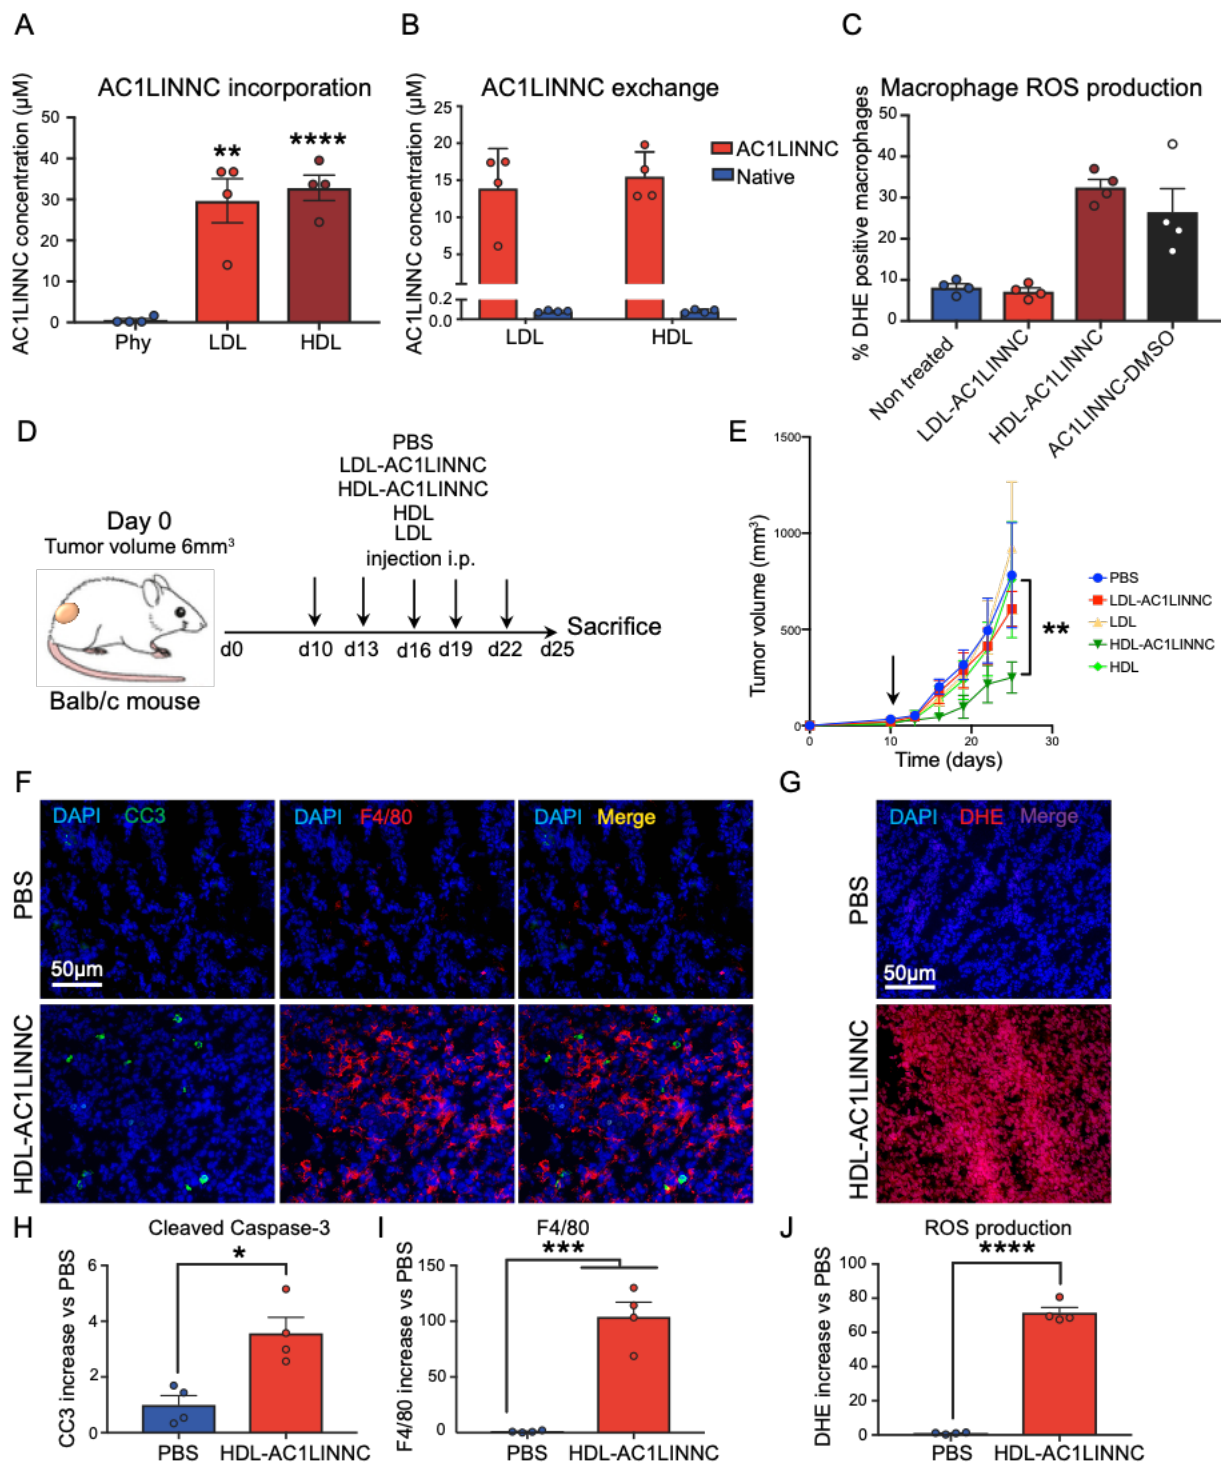 A
AC1LINNC incorporation
AC1LINNC concentration (µM)
50
40
30
20
10
0
**
****
Phy
LDL
HDL
B
AC1LINNC exchange
AC1LINNC concentration (µM)
25
20
15
10
5
0.2
0.0
LDL
HDL
AC1LINNC
Native
C
Macrophage ROS production
% DHE positive macrophages
50
40
30
20
10
0
Non treated
LDL-AC1LINNC
HDL-AC1LINNC
AC1LINNC-DMSO
D
PBS
LDL-AC1LINNC
HDL-AC1LINNC
HDL
LDL
injection i.p.
Day 0
Tumor volume 6mm³
Balb/c mouse
d0
d10
d13
d16
d19
d22
d25
Sacrifice
E
Tumor volume (mm³)
1500
1000
500
0
0
10
20
30
Time (days)
**
PBS
LDL-AC1LINNC
LDL
HDL-AC1LINNC
HDL
F
DAPI CC3
DAPI F4/80
DAPI Merge
PBS
50µm
HDL-AC1LINNC
G
DAPI DHE Merge
PBS
50µm
HDL-AC1LINNC
H
Cleaved Caspase-3
CC3 increase vs PBS
6
4
2
0
*
PBS
HDL-AC1LINNC
I
F4/80
F4/80 increase vs PBS
150
100
50
0
***
PBS
HDL-AC1LINNC
J
ROS production
DHE increase vs PBS
100
80
60
40
20
0
****
PBS
HDL-AC1LINNC